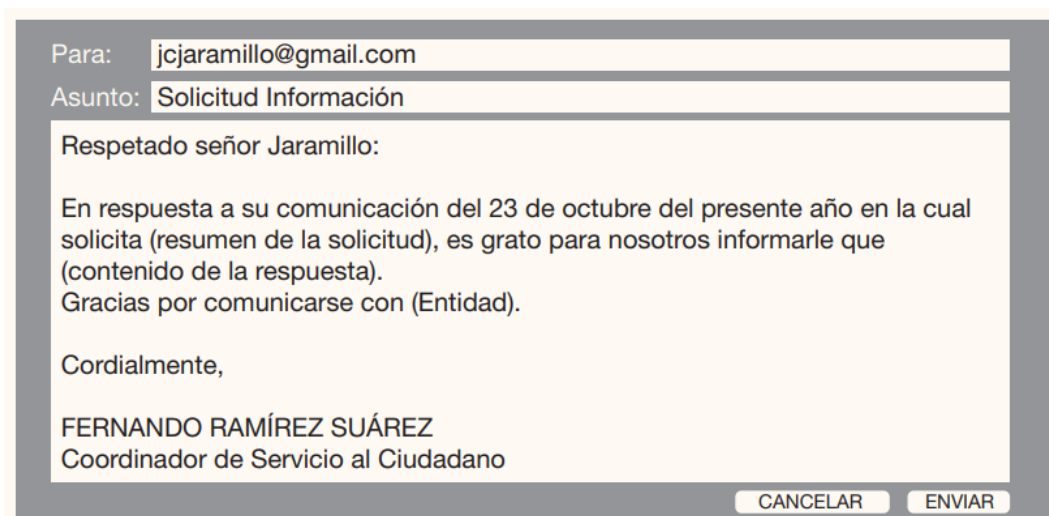 Para: jcjaramillo@gmail.com
Asunto: Solicitud Información
Respetado señor Jaramillo:
En respuesta a su comunicación del 23 de octubre del presente año en la cual
solicita (resumen de la solicitud), es grato para nosotros informarle que
(contenido de la respuesta).
Gracias por comunicarse con (Entidad).
Cordialmente,
FERNANDO RAMÍREZ SUÁREZ
Coordinador de Servicio al Ciudadano
CANCELAR ENVIAR